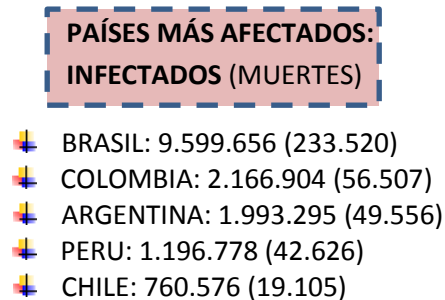 PAÍSES MÁS AFECTADOS:
INFECTADOS (MUERTES)
BRASIL: 9.599.656 (233.520)
COLOMBIA: 2.166.904 (56.507)
ARGENTINA: 1.993.295 (49.556)
PERU: 1.196.778 (42.626)
CHILE: 760.576 (19.105)